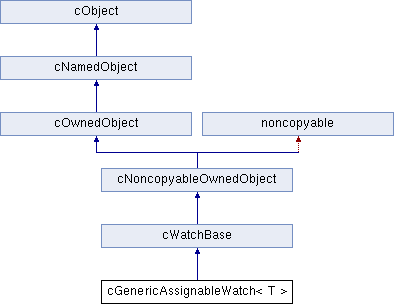 cObject
cNamedObject
cOwnedObject
noncopyable
cNoncopyableOwnedObject
cWatchBase
cGenericAssignableWatch< T >